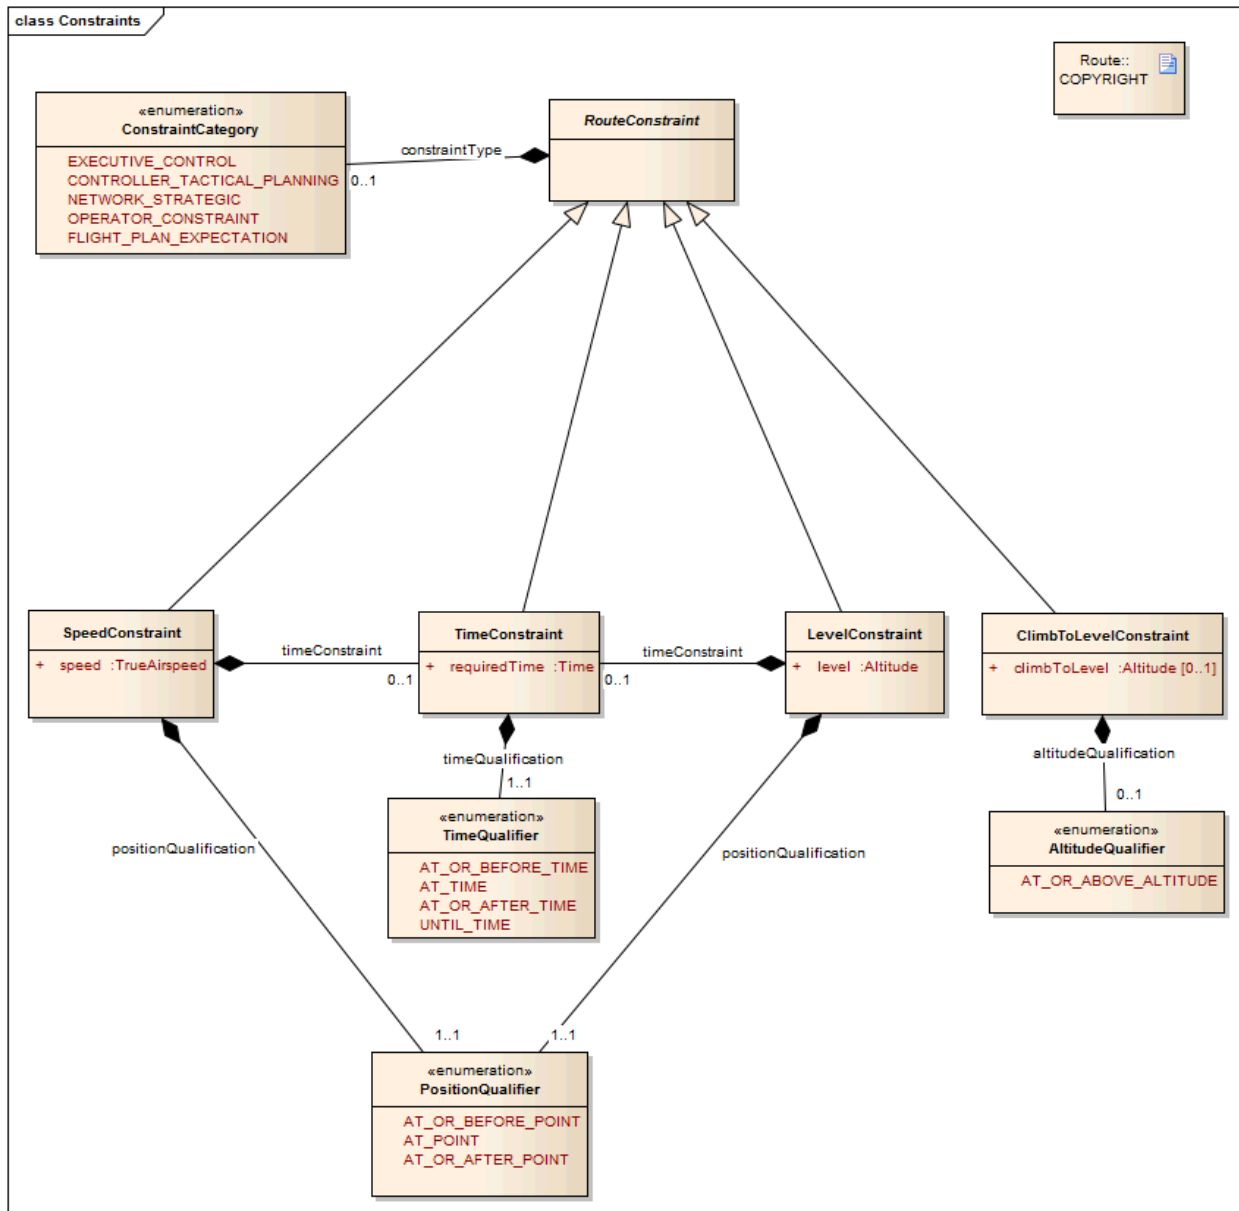 class Constraints
Route::
COPYRIGHT
«enumeration»
ConstraintCategory
EXECUTIVE_CONTROL
CONTROLLER_TACTICAL_PLANNING
NETWORK_STRATEGIC
OPERATOR_CONSTRAINT
FLIGHT_PLAN_EXPECTATION
constraintType
0..1
RouteConstraint
SpeedConstraint
+ speed :TrueAirspeed
timeConstraint
0..1
TimeConstraint
+ requiredTime :Time
timeConstraint
0..1
LevelConstraint
+ level :Altitude
ClimbToLevelConstraint
+ climbToLevel :Altitude [0..1]
timeQualification
1..1
altitudeQualification
0..1
«enumeration»
TimeQualifier
AT_OR_BEFORE_TIME
AT_TIME
AT_OR_AFTER_TIME
UNTIL_TIME
«enumeration»
AltitudeQualifier
AT_OR_ABOVE_ALTITUDE
positionQualification
positionQualification
1..1
1..1
«enumeration»
PositionQualifier
AT_OR_BEFORE_POINT
AT_POINT
AT_OR_AFTER_POINT